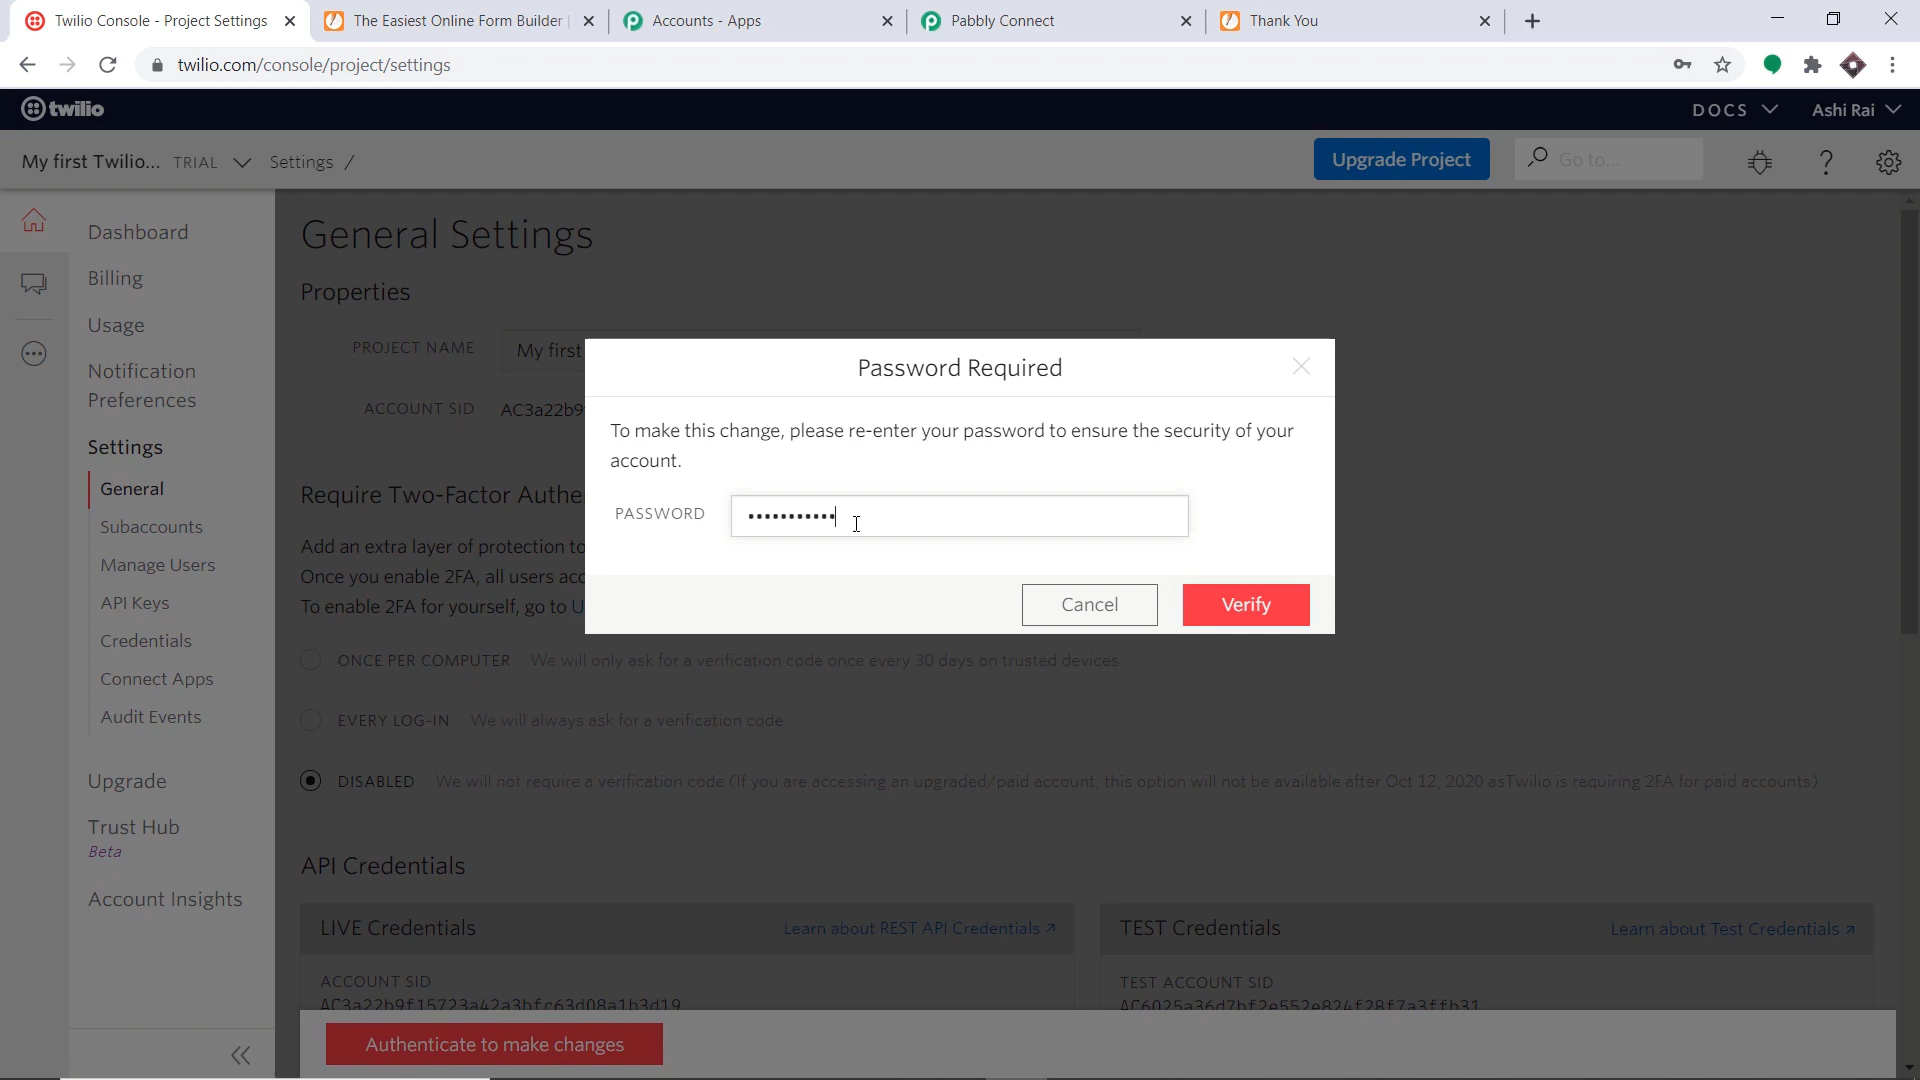 Twilio Console - Project Settings
The Easiest Online Form Builder
Accounts - Apps
Pabbly Connect
Thank You
twilio.com/console/project/settings
twilio
DOCS
Ashi Rai
My first Twilio... TRIAL
Settings /
Upgrade Project
Go to...
Dashboard
Billing
Usage
Notification
Preferences
Settings
General
Subaccounts
Manage Users
API Keys
Credentials
Connect Apps
Audit Events
Upgrade
Trust Hub
Beta
Account Insights
General Settings
Properties
PROJECT NAME
My first
ACCOUNT SID
AC3a22b9
Require Two-Factor Authe
Add an extra layer of protection to
Once you enable 2FA, all users acc
To enable 2FA for yourself, go to U
Password Required
To make this change, please re-enter your password to ensure the security of your
account.
PASSWORD
•••••••••••
Cancel
Verify
ONCE PER COMPUTER We will only ask for a verification code once every 30 days on trusted devices
EVERY LOG-IN We will always ask for a verification code
DISABLED We will not require a verification code (If you are accessing an upgraded/paid account, this option will not be available after Oct 12, 2020 asTwilio is requiring 2FA for paid accounts)
API Credentials
LIVE Credentials
Learn about REST API Credentials
ACCOUNT SID
AC3a22b9f15723a42a3bfc63d08a1b3d19
TEST Credentials
Learn about Test Credentials
TEST ACCOUNT SID
AC6025a36d7bf2e552e824f28f7a3ffb31
Authenticate to make changes